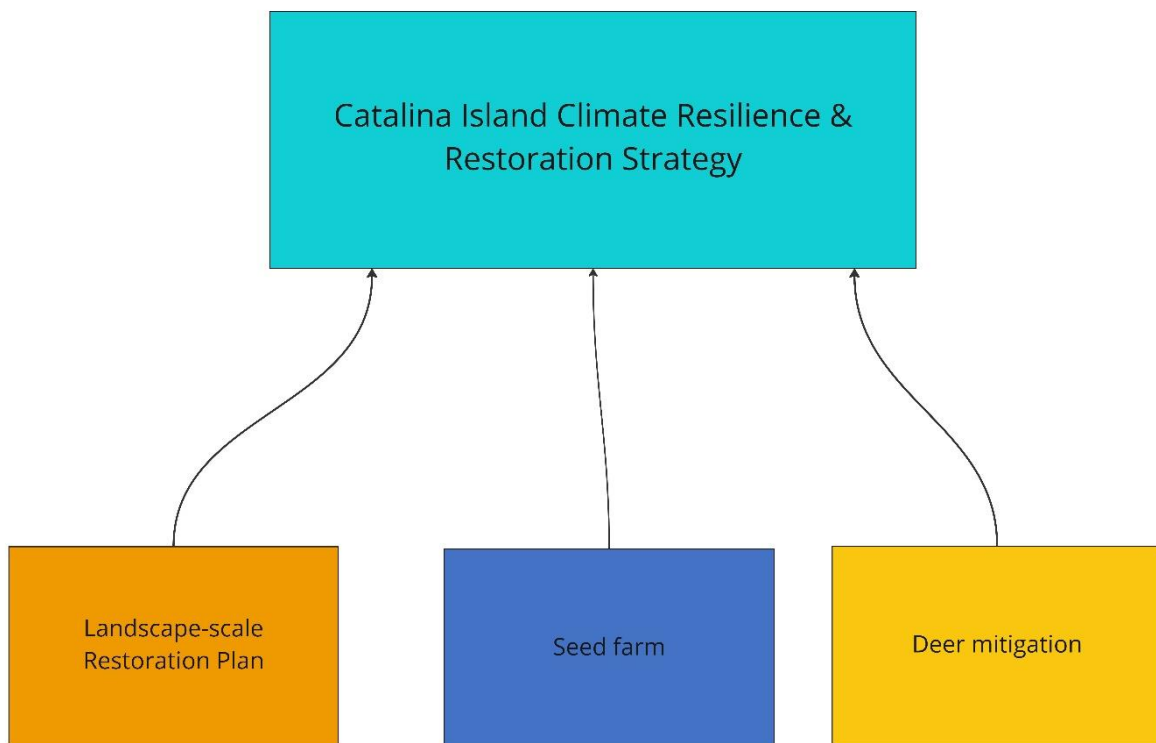 Catalina Island Climate Resilience &
Restoration Strategy
Landscape-scale
Restoration Plan
Seed farm
Deer mitigation